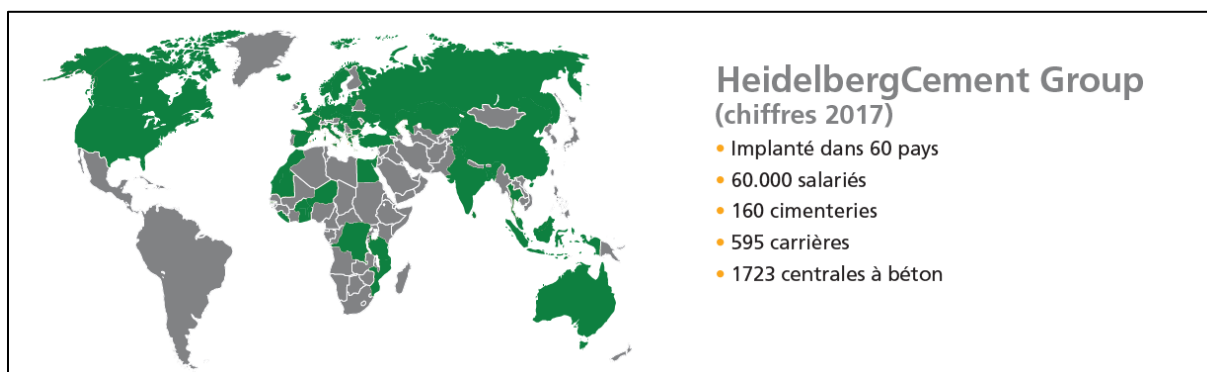 HeidelbergCement Group
(chiffres 2017)
• Implanté dans 60 pays
• 60.000 salariés
• 160 cimenteries
• 595 carrières
• 1723 centrales à béton